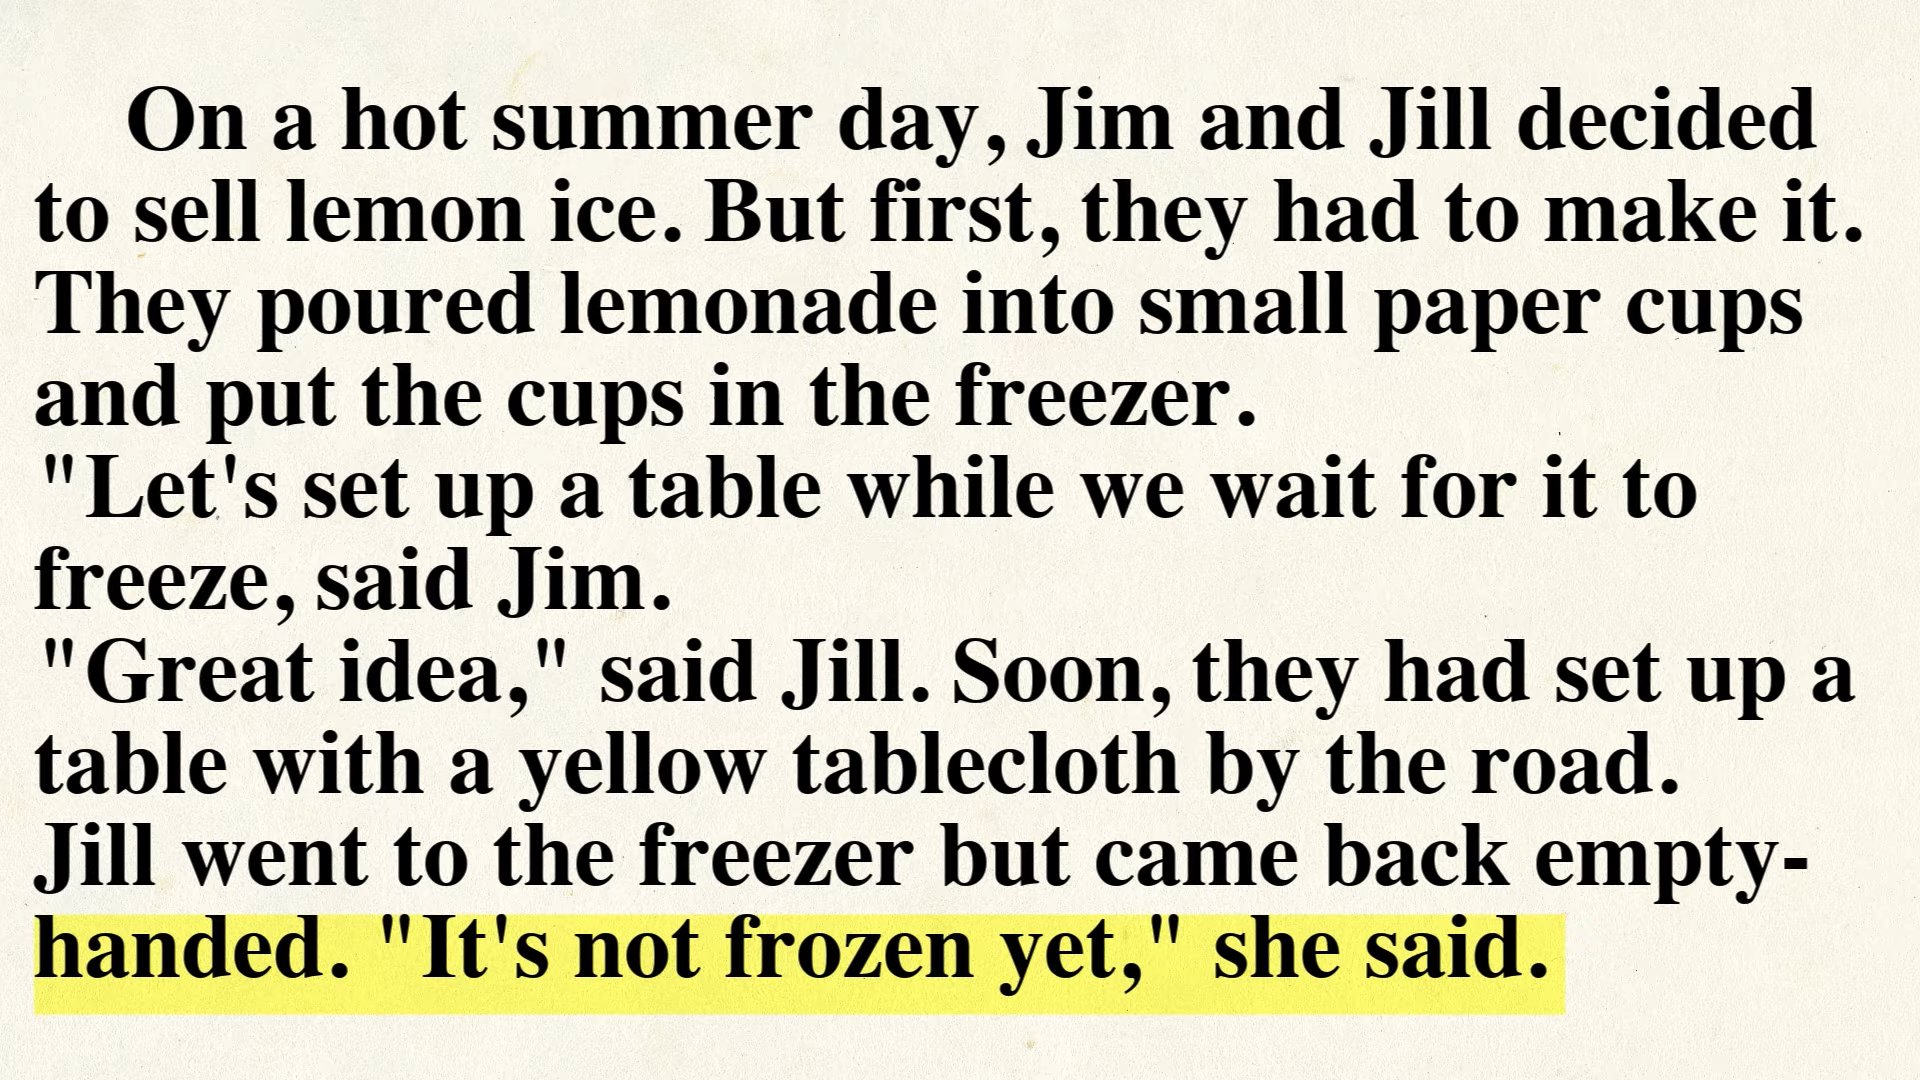 On a hot summer day, Jim and Jill decided
to sell lemon ice. But first, they had to make it.
They poured lemonade into small paper cups
and put the cups in the freezer.
"Let's set up a table while we wait for it to
freeze, said Jim.
"Great idea," said Jill. Soon, they had set up a
table with a yellow tablecloth by the road.
Jill went to the freezer but came back empty-
handed. "It's not frozen yet," she said.